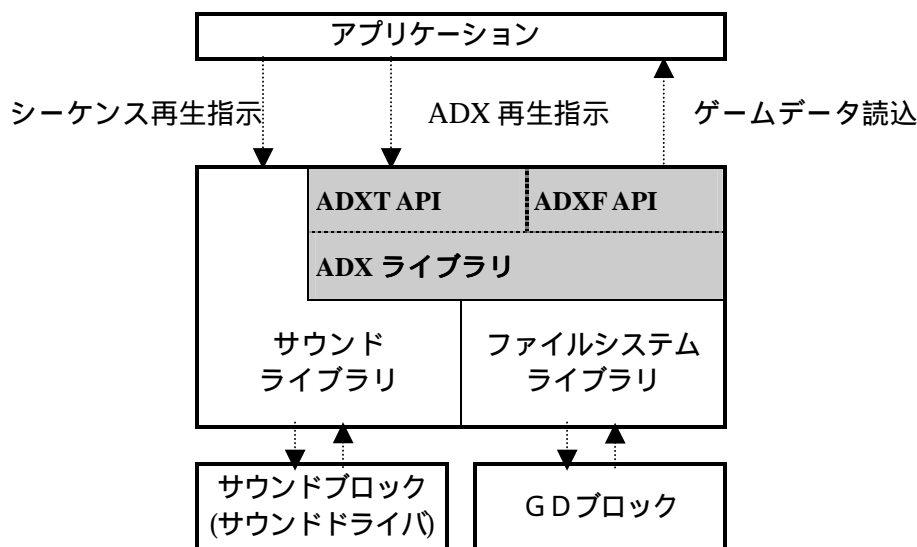 アプリケーション
シーケンス再生指示
ADX 再生指示
ゲームデータ読込
ADXT API
ADXF API
ADX ライブラリ
サウンド
ライブラリ
ファイルシステム
ライブラリ
サウンドブロック
(サウンドドライバ)
ＧＤブロック